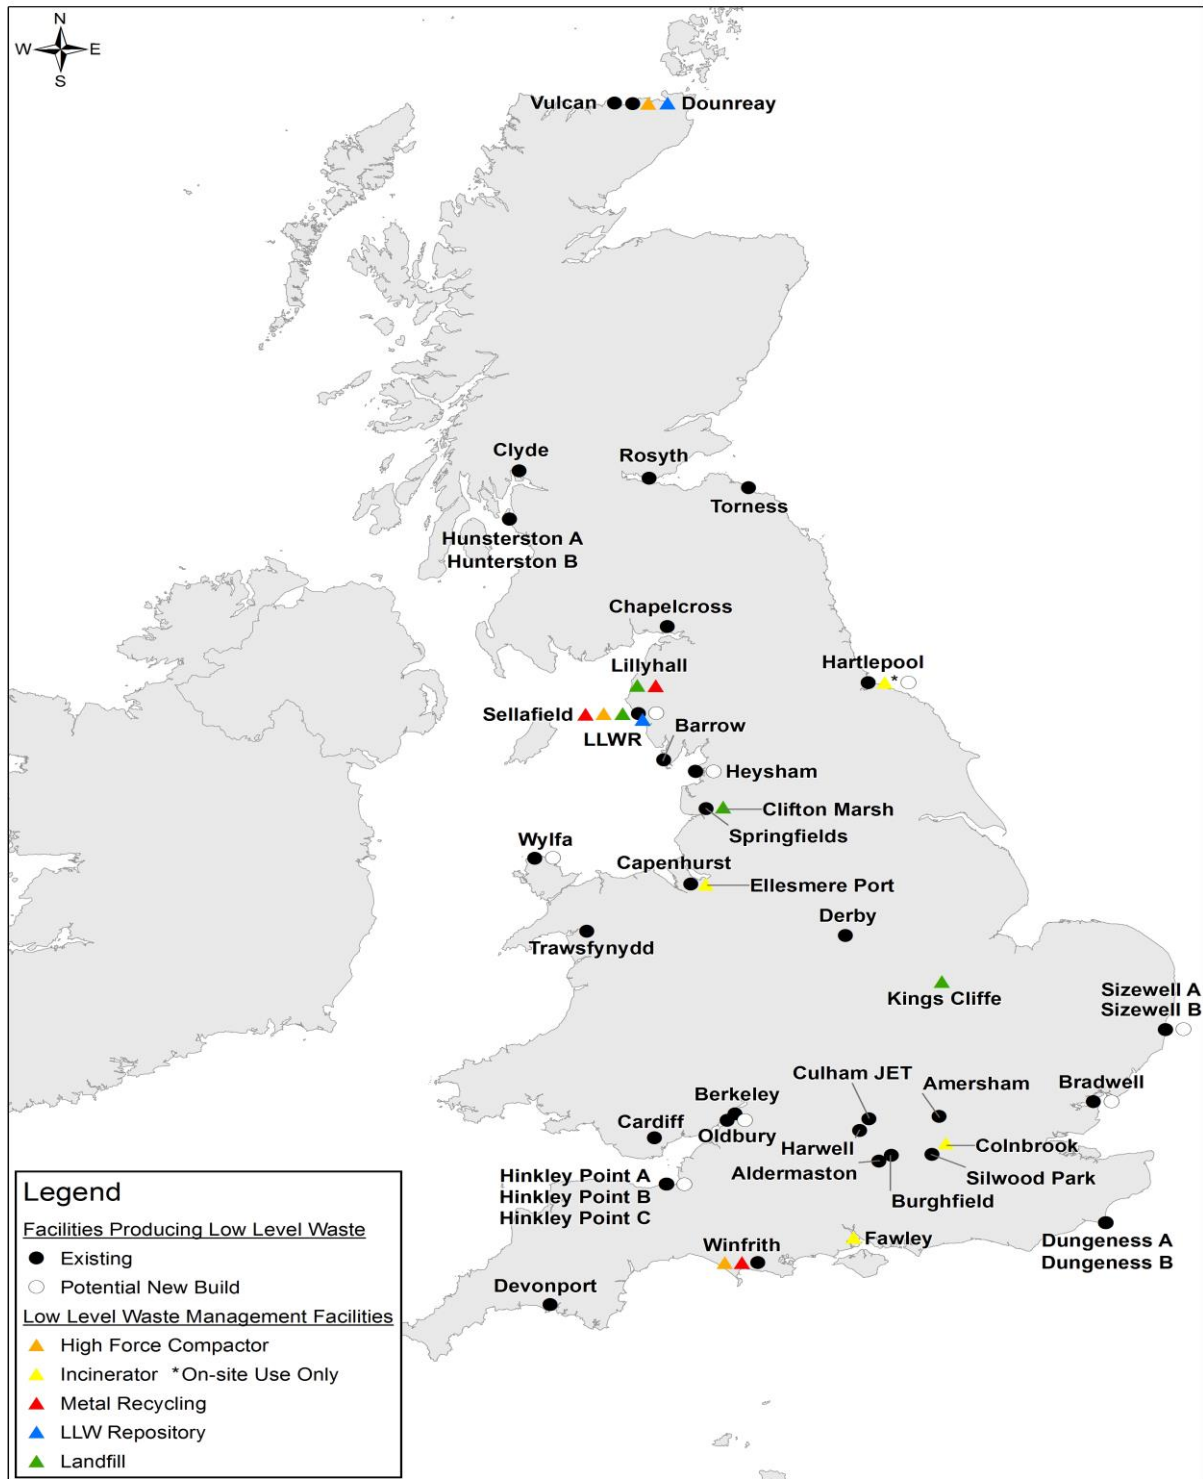 N
W E
S
Vulcan
Dounreay
Clyde
Rosyth
Torness
Hunsterston A
Hunterston B
Chapelcross
Lillyhall
Hartlepool
*
Sellafield
LLWR
Barrow
Heysham
Clifton Marsh
Springfields
Wylfa
Capenhurst
Ellesmere Port
Derby
Trawsfynydd
Kings Cliffe
Sizewell A
Sizewell B
Culham JET
Amersham
Bradwell
Berkeley
Cardiff
Oldbury
Harwell
Colnbrook
Aldermaston
Silwood Park
Burghfield
Hinkley Point A
Hinkley Point B
Hinkley Point C
Fawley
Dungeness A
Dungeness B
Winfrith
Devonport
Legend
Facilities Producing Low Level Waste
Existing
Potential New Build
Low Level Waste Management Facilities
High Force Compactor
Incinerator *On-site Use Only
Metal Recycling
LLW Repository
Landfill